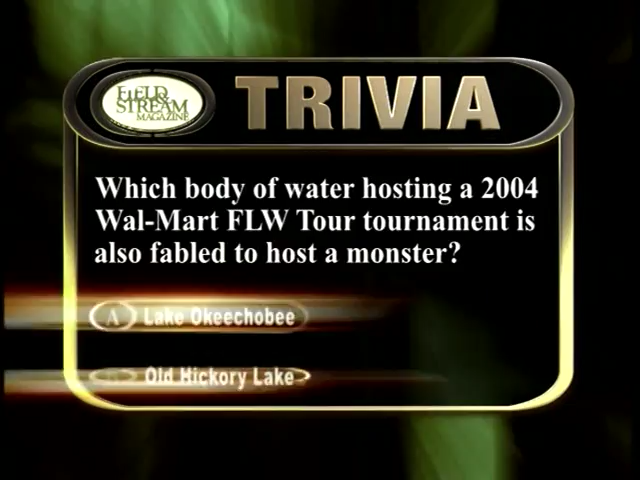 FIELD
&
STREAM
MAGAZINE
TRIVIA
Which body of water hosting a 2004
Wal-Mart FLW Tour tournament is
also fabled to host a monster?
A Lake Okeechobee
Old Hickory Lake